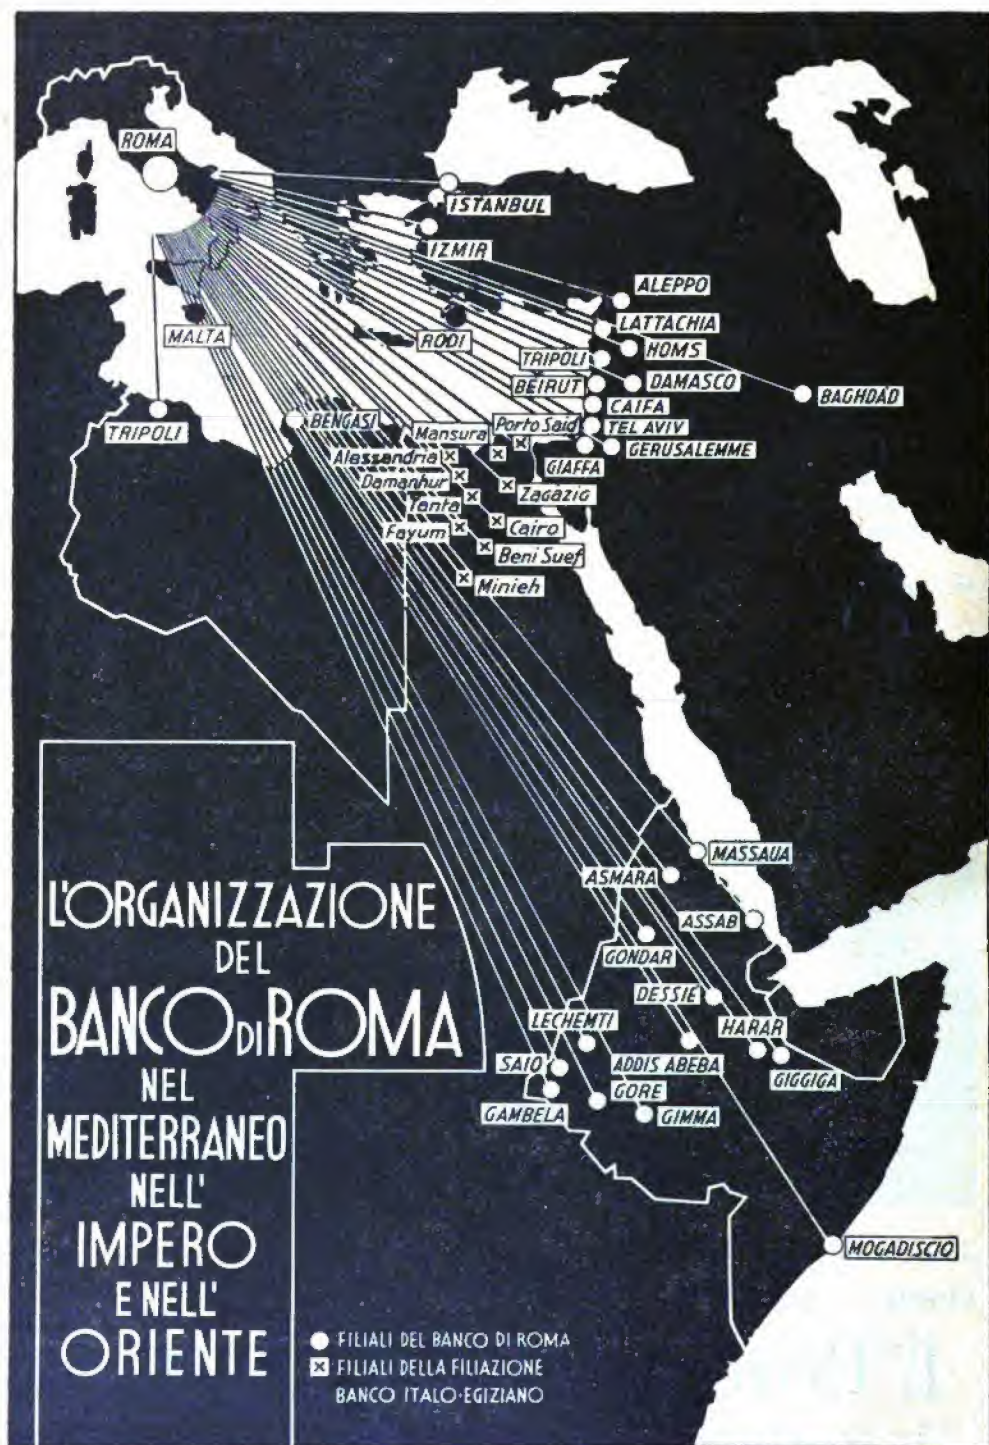 ROMA
ISTANBUL
IZMIR
ALEPPO
LATTACHIA
MALTA
RODI
HOMS
TRIPOLI
BEIRUT
DAMASCO
BAGHDÁD
CAIFA
TRIPOLI
BENGASI
Porto Said
TEL AVIV
Mansura
GERUSALEMME
Alessandria
GIAFFA
Damanhur
Zagazig
Tanta
Cairo
Fayum
Beni Suef
Minieh
MASSAUA
ASMARA
ASSAB
GONDAR
DESSIE
LECHEMTI
HARAR
SAIO
ADDIS ABEBA
GIGGIGA
GORE
GAMBELA
GIMMA
MOGADISCIO
L'ORGANIZZAZIONE
DEL
BANCO DI ROMA
NEL
MEDITERRANEO
NELL'
IMPERO
E NELL'
ORIENTE
FILIALI DEL BANCO DI ROMA
FILIALI DELLA FILIAZIONE
BANCO ITALO-EGIZIANO